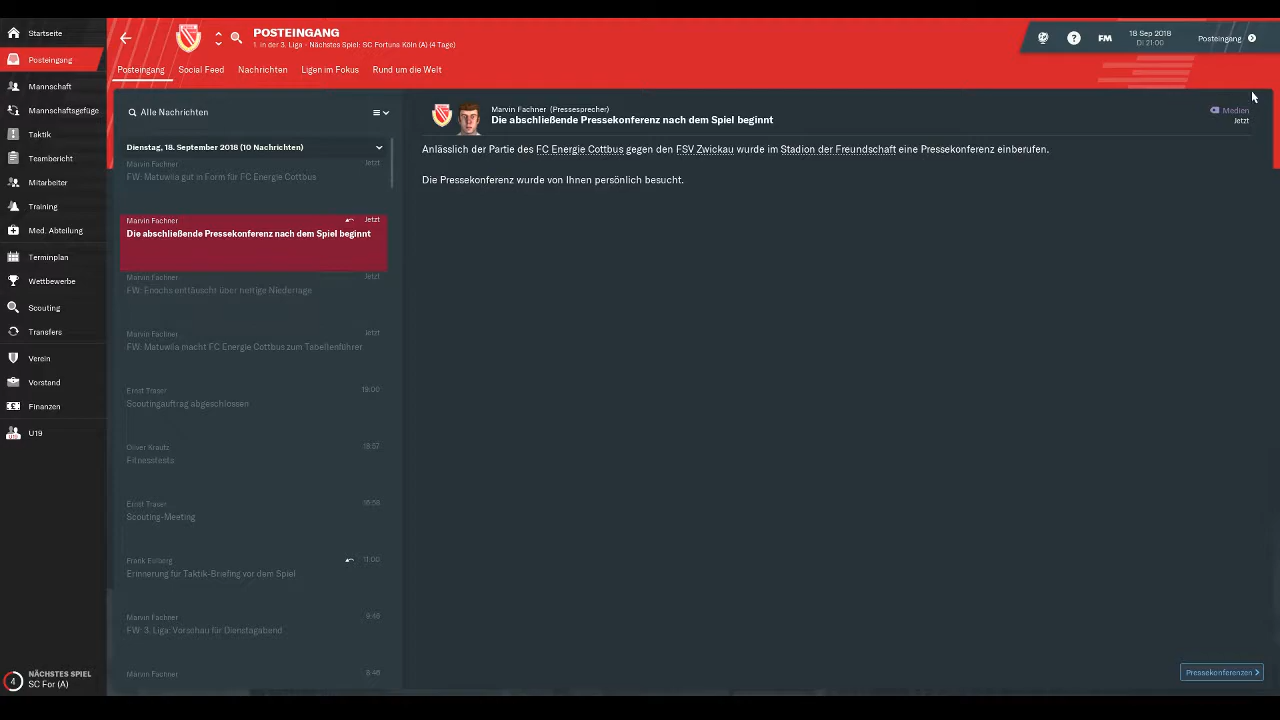 Startseite
Posteingang
Mannschaft
Mannschaftsgefüge
Taktik
Teambericht
Mitarbeiter
Training
Med. Abteilung
Terminplan
Wettbewerbe
Scouting
Transfers
Verein
Vorstand
Finanzen
U19
U19
4
NÄCHSTES SPIEL
SC For (A)
POSTEINGANG
1. in der 3. Liga - Nächstes Spiel: SC Fortuna Köln (A) (4 Tage)
? FM
18 Sep 2018
Di 21:00
Posteingang
Posteingang Social Feed Nachrichten Ligen im Fokus Rund um die Welt
Alle Nachrichten
Dienstag, 18. September 2018 (10 Nachrichten)
Marvin Fachner Jetzt
FW: Matuwila gut in Form für FC Energie Cottbus
Marvin Fachner Jetzt
Die abschließende Pressekonferenz nach dem Spiel beginnt
Marvin Fachner Jetzt
FW: Enochs enttäuscht über heftige Niederlage
Marvin Fachner Jetzt
FW: Matuwila macht FC Energie Cottbus zum Tabellenführer
Ernst Traser 19:00
Scoutingauftrag abgeschlossen
Oliver Krautz
Fitnesstests
Ernst Traser
Scouting-Meeting
Frank Eulberg 11:00
Erinnerung für Taktik-Briefing vor dem Spiel
Marvin Fachner
FW: 3. Liga: Vorschau für Dienstagabend
Marvin Fachner
Marvin Fachner (Pressesprecher)
Die abschließende Pressekonferenz nach dem Spiel beginnt
Medien
Jetzt
Anlässlich der Partie des FC Energie Cottbus gegen den FSV Zwickau wurde im Stadion der Freundschaft eine Pressekonferenz einberufen.
Die Pressekonferenz wurde von Ihnen persönlich besucht.
Pressekonferenzen